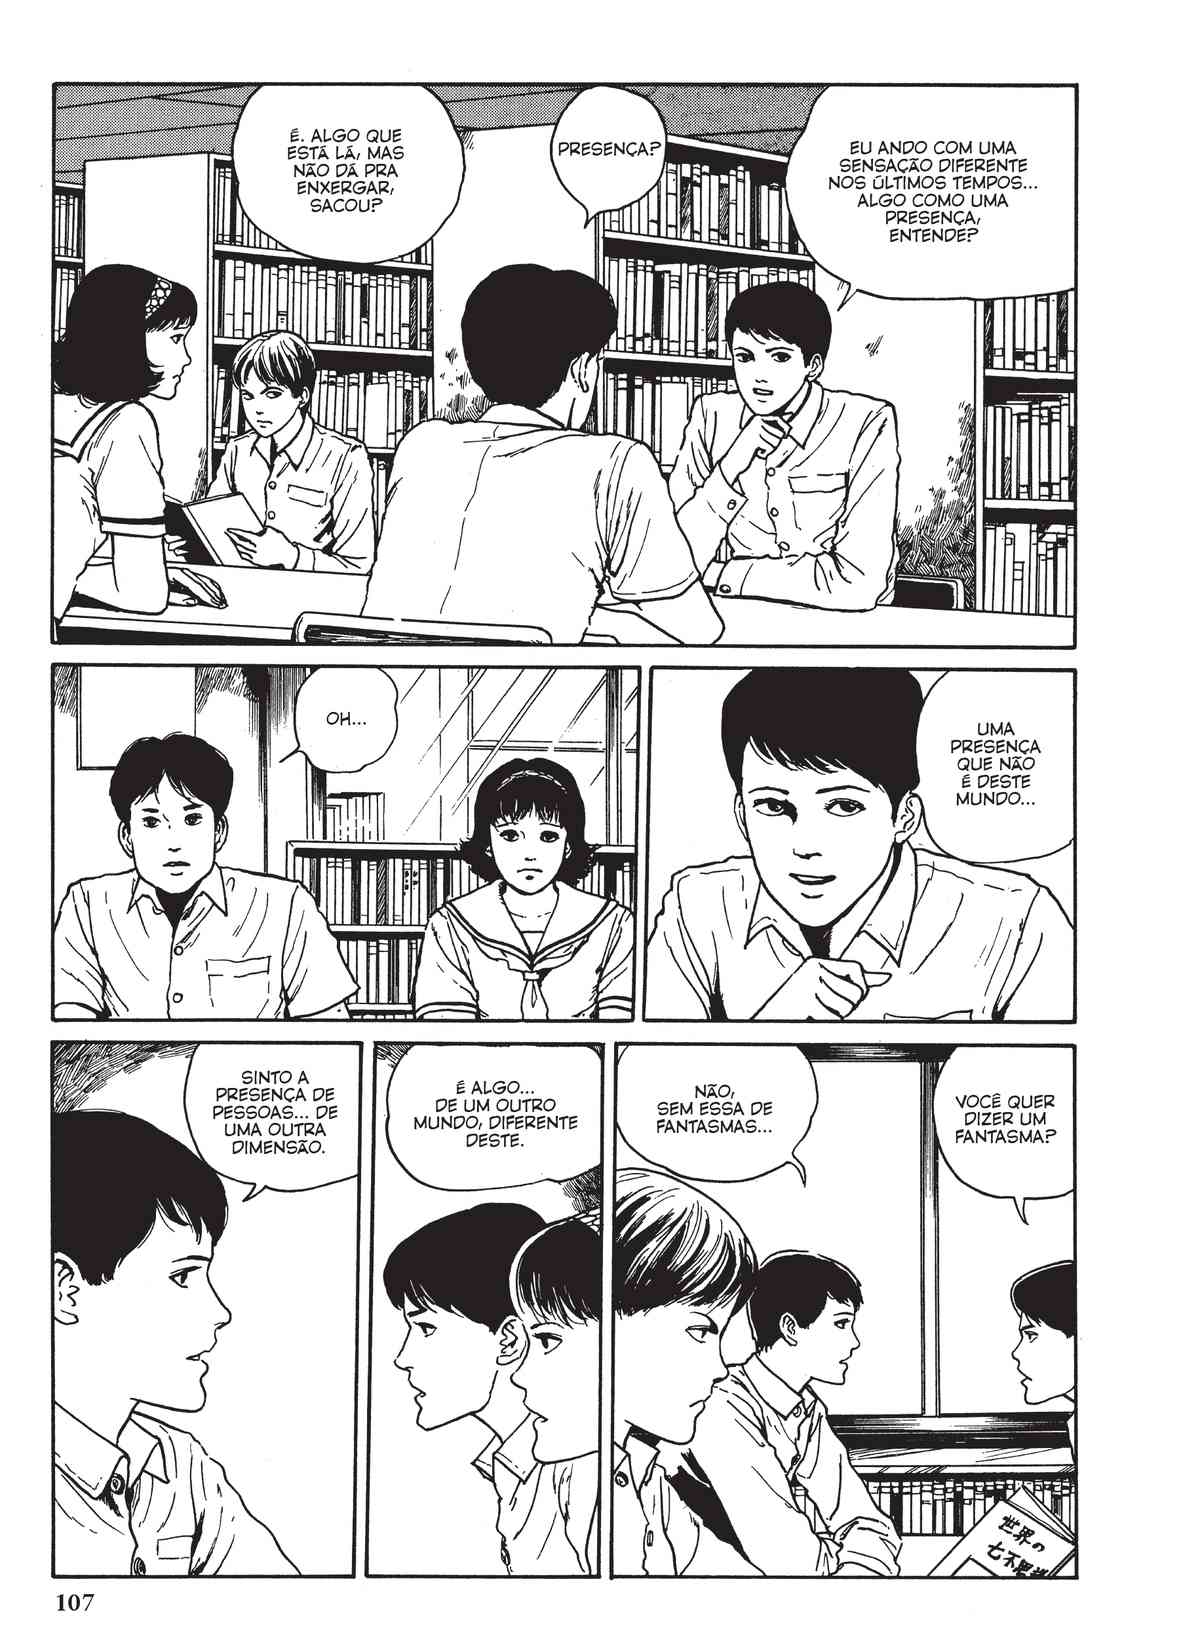 EU ANDO COM UMA
SENSAÇÃO DIFERENTE
NOS ÚLTIMOS TEMPOS...
ALGO COMO UMA
PRESENÇA,
ENTENDE?
PRESENÇA?
É. ALGO QUE
ESTÁ LÁ, MAS
NÃO DÁ PRA
ENXERGAR,
SACOU?
UMA
PRESENÇA
QUE NÃO
É DESTE
MUNDO...
OH...
VOCÊ QUER
DIZER UM
FANTASMA?
NÃO,
SEM ESSA DE
FANTASMAS...
世界の
七不思
É ALGO...
DE UM OUTRO
MUNDO, DIFERENTE
DESTE.
SINTO A
PRESENÇA DE
PESSOAS... DE
UMA OUTRA
DIMENSÃO.
107